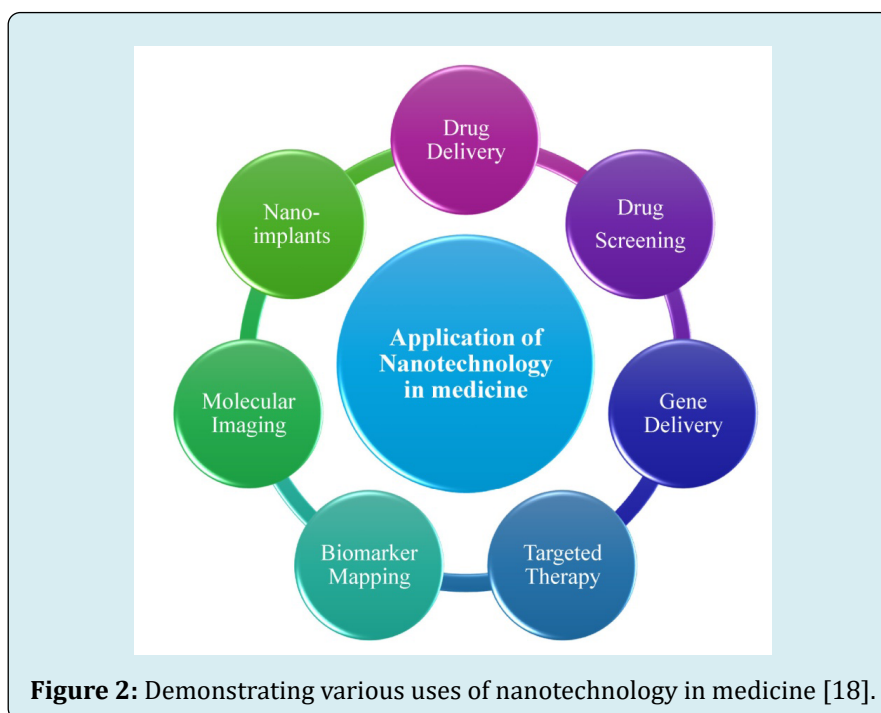 Drug
Delivery
Drug
Screening
Gene
Delivery
Targeted
Therapy
Biomarker
Mapping
Molecular
Imaging
Nano-
implants
Application of
Nanotechnology
in medicine
Figure 2: Demonstrating various uses of nanotechnology in medicine [18].